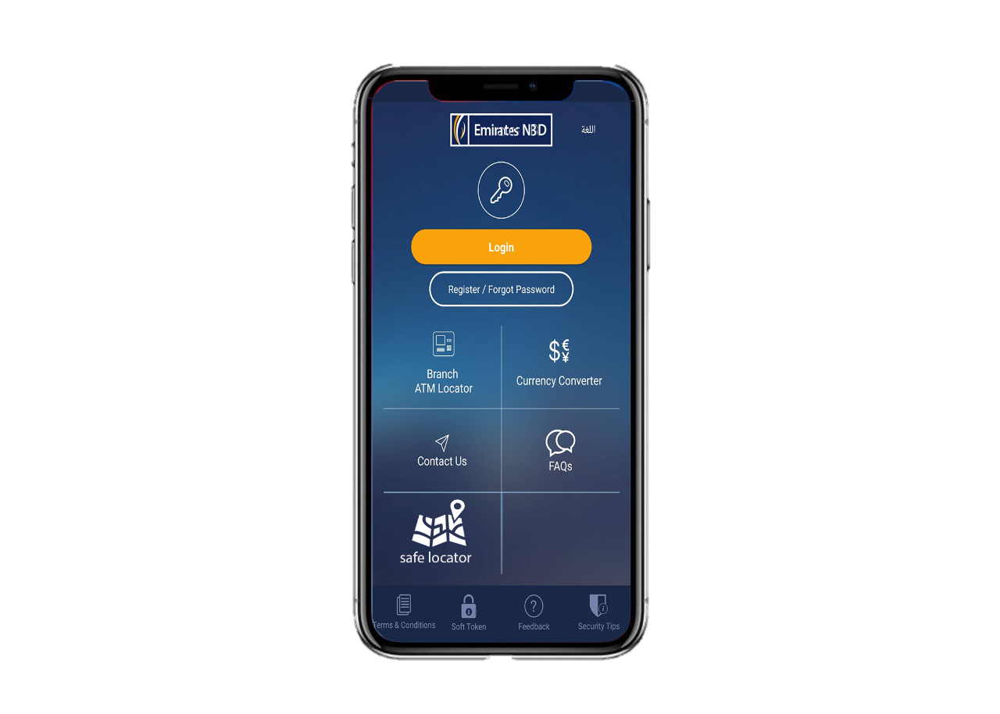 Emirates NBD
اللغة
Login
Register / Forgot Password
Branch
ATM Locator
$€
¥
Currency Converter
Contact Us
FAQs
safe locator
?
i
Terms & Conditions
Soft Token
Feedback
Security Tips